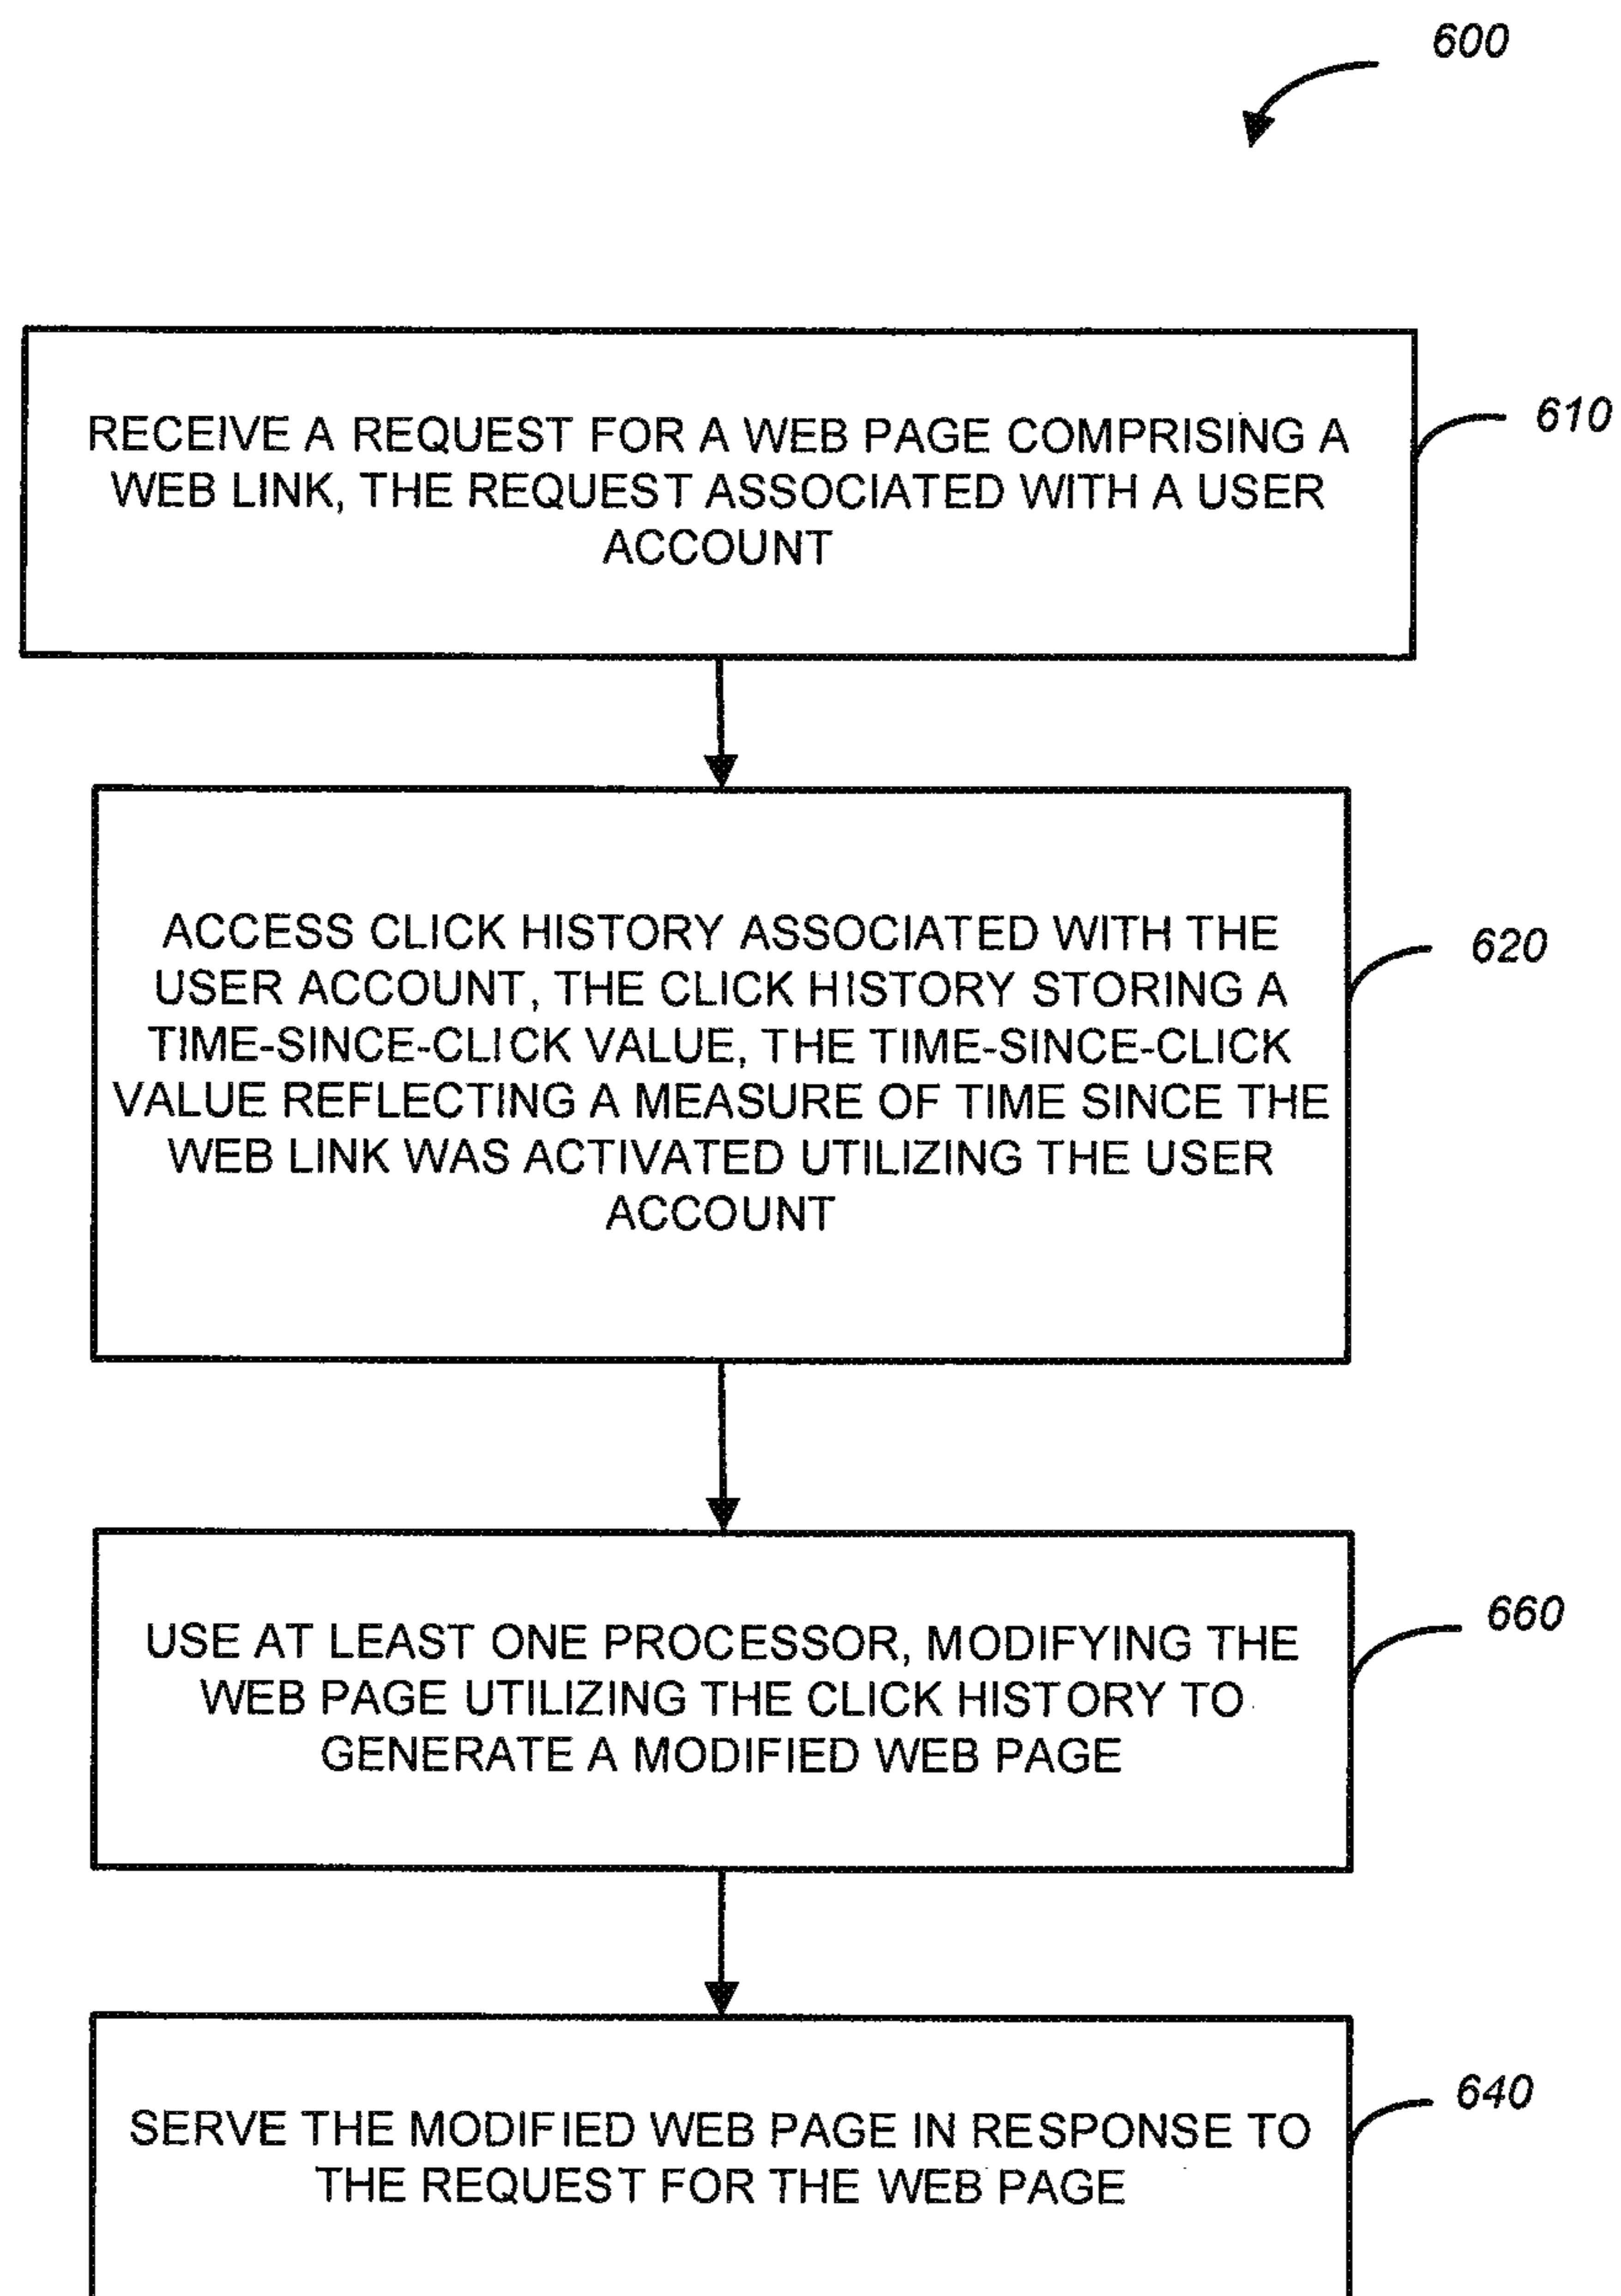 600
RECEIVE A REQUEST FOR A WEB PAGE COMPRISING A
WEB LINK, THE REQUEST ASSOCIATED WITH A USER
ACCOUNT
610
ACCESS CLICK HISTORY ASSOCIATED WITH THE
USER ACCOUNT, THE CLICK HISTORY STORING A
TIME-SINCE-CLICK VALUE, THE TIME-SINCE-CLICK
VALUE REFLECTING A MEASURE OF TIME SINCE THE
WEB LINK WAS ACTIVATED UTILIZING THE USER
ACCOUNT
620
USE AT LEAST ONE PROCESSOR, MODIFYING THE
WEB PAGE UTILIZING THE CLICK HISTORY TO
GENERATE A MODIFIED WEB PAGE
660
SERVE THE MODIFIED WEB PAGE IN RESPONSE TO
THE REQUEST FOR THE WEB PAGE
640